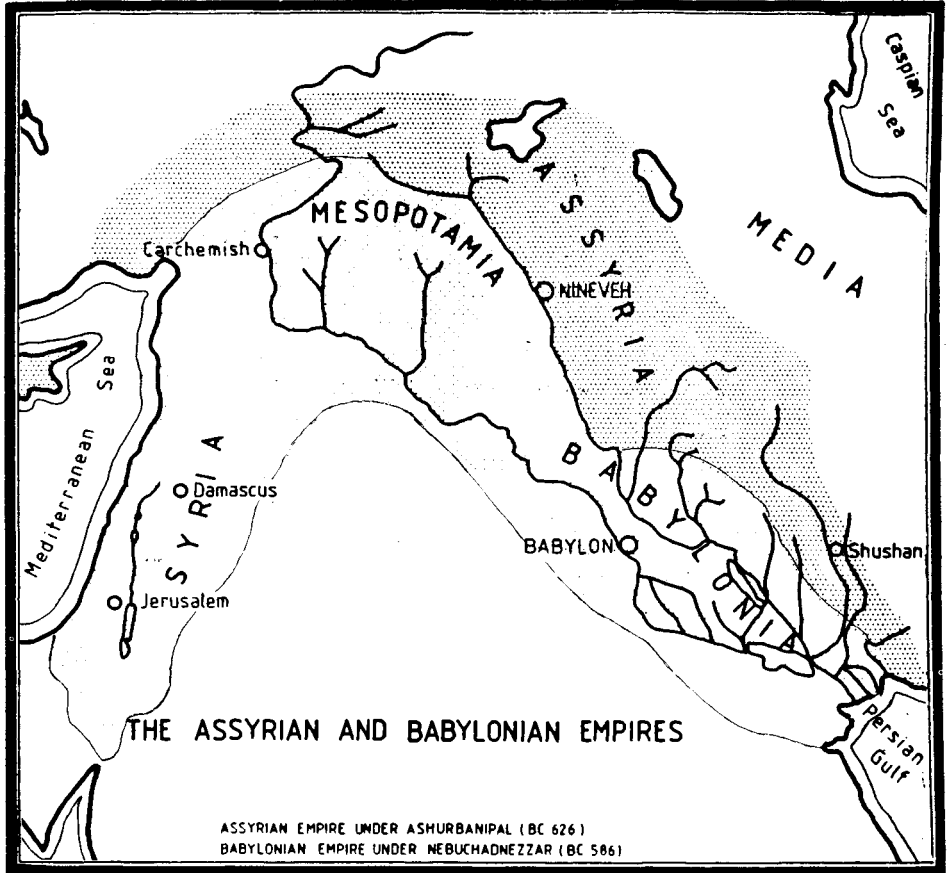 Caspian
Sea
ASSYRIA
MEDIA
MESOPOTAMIA
Carchemish
NINEVEH
Mediterranean Sea
SYRIA
Damascus
BABYLONIA
BABYLON
Shushan
Jerusalem
Persian
Gulf
THE ASSYRIAN AND BABYLONIAN EMPIRES
ASSYRIAN EMPIRE UNDER ASHURBANIPAL (BC 626)
BABYLONIAN EMPIRE UNDER NEBUCHADNEZZAR (BC 586)